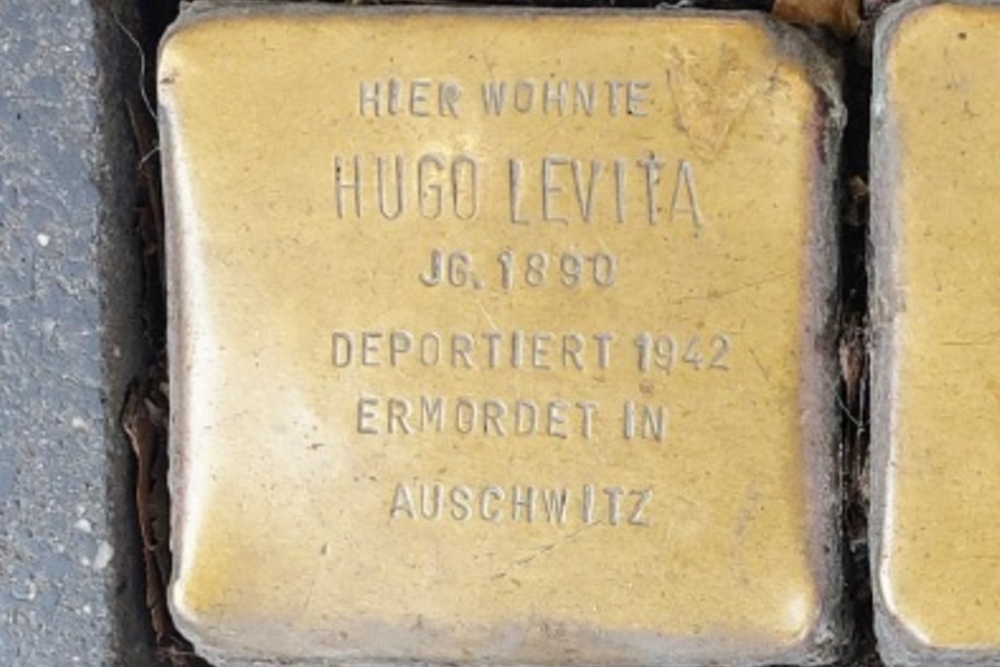 HIER WOHNTE
HUGO LEVITA
JG. 1890
DEPORTIERT 1942
ERMORDET IN
AUSCHWITZ